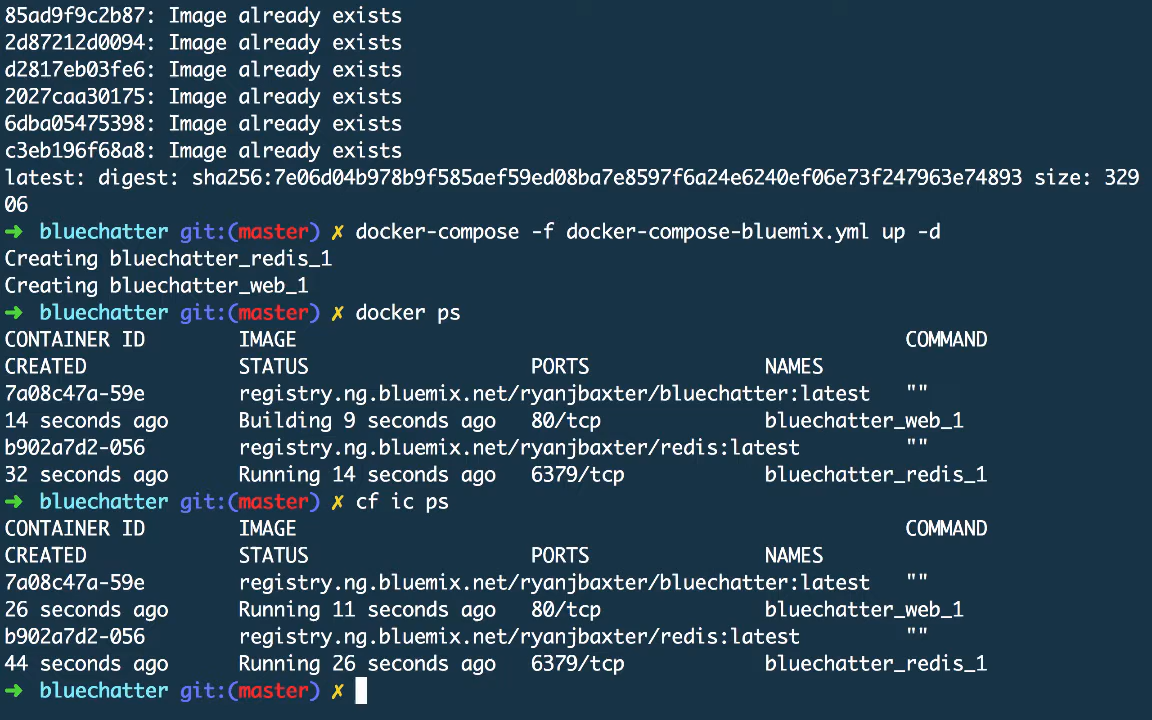 85ad9f9c2b87: Image already exists
2d87212d0094: Image already exists
d2817eb03fe6: Image already exists
2027caa30175: Image already exists
6dba05475398: Image already exists
c3eb196f68a8: Image already exists
latest: digest: sha256:7e06d04b978b9f585aef59ed08ba7e8597f6a24e6240ef06e73f247963e74893 size: 329
06
➜  bluechatter git:(master) ✗ docker-compose -f docker-compose-bluemix.yml up -d
Creating bluechatter_redis_1
Creating bluechatter_web_1
➜  bluechatter git:(master) ✗ docker ps
CONTAINER ID        IMAGE                                                    COMMAND
CREATED             STATUS                   PORTS               NAMES
7a08c47a-59e        registry.ng.bluemix.net/ryanjbaxter/bluechatter:latest   ""
14 seconds ago      Building 9 seconds ago   80/tcp              bluechatter_web_1
b902a7d2-056        registry.ng.bluemix.net/ryanjbaxter/redis:latest         ""
32 seconds ago      Running 14 seconds ago   6379/tcp            bluechatter_redis_1
➜  bluechatter git:(master) ✗ cf ic ps
CONTAINER ID        IMAGE                                                    COMMAND
CREATED             STATUS                   PORTS               NAMES
7a08c47a-59e        registry.ng.bluemix.net/ryanjbaxter/bluechatter:latest   ""
26 seconds ago      Running 11 seconds ago   80/tcp              bluechatter_web_1
b902a7d2-056        registry.ng.bluemix.net/ryanjbaxter/redis:latest         ""
44 seconds ago      Running 26 seconds ago   6379/tcp            bluechatter_redis_1
➜  bluechatter git:(master) ✗